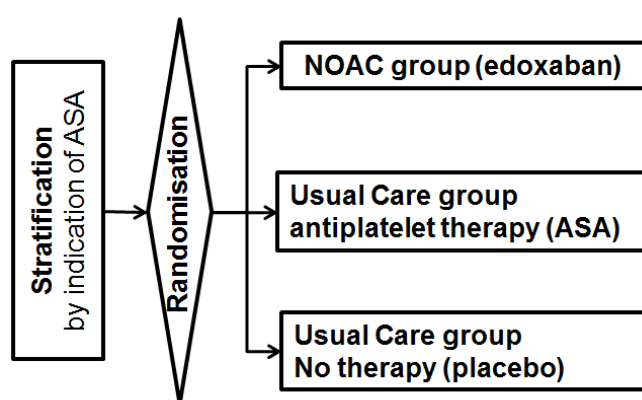 Stratification
by indication of ASA
Randomisation
NOAC group (edoxaban)
Usual Care group
antiplatelet therapy (ASA)
Usual Care group
No therapy (placebo)